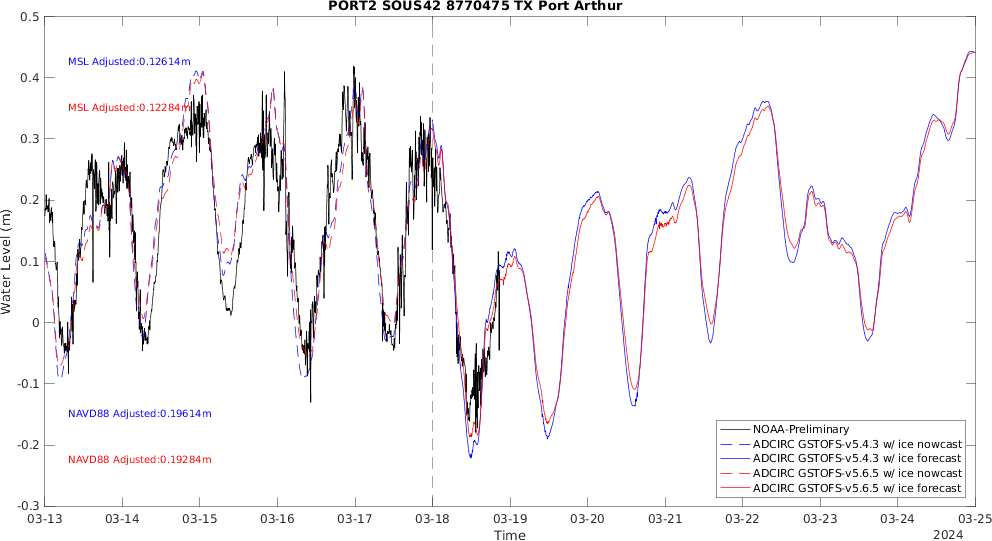 PORT2 SOUS42 8770475 TX Port Arthur
0.5
0.4
0.3
0.2
0.1
0
-0.1
-0.2
-0.3
Water Level (m)
MSL Adjusted:0.12614m
MSL Adjusted:0.12284m
NAVD88 Adjusted:0.19614m
NAVD88 Adjusted:0.19284m
NOAA-Preliminary
ADCIRC GSTOFS-v5.4.3 w/ ice nowcast
ADCIRC GSTOFS-v5.4.3 w/ ice forecast
ADCIRC GSTOFS-v5.6.5 w/ ice nowcast
ADCIRC GSTOFS-v5.6.5 w/ ice forecast
03-13 03-14 03-15 03-16 03-17 03-18 03-19 03-20 03-21 03-22 03-23 03-24 03-25
Time
2024